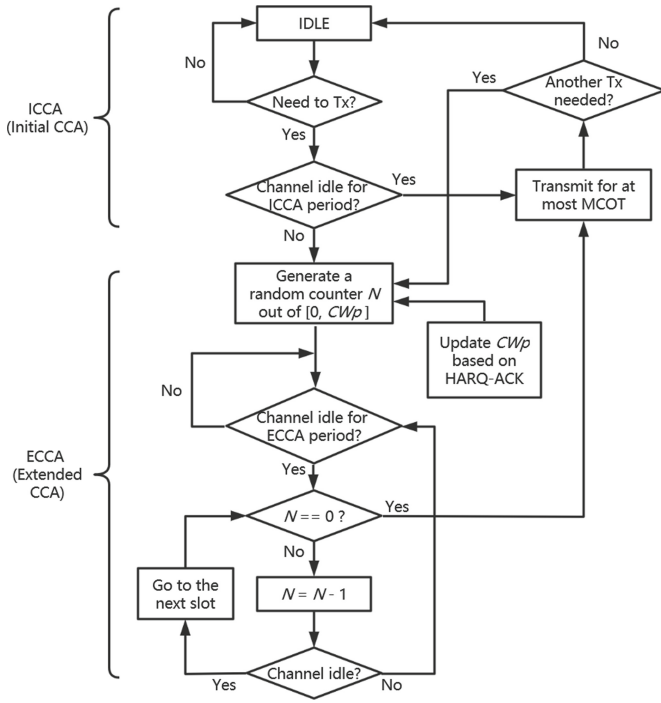 IDLE
No
No
Need to Tx?
Yes
Another Tx
needed?
ICCA
(Initial CCA)
Yes
Channel idle for
ICCA period?
Yes
Transmit for at
most MCOT
No
Generate a
random counter N
out of [0, CWp ]
Update CWp
based on
HARQ-ACK
No
Channel idle for
ECCA period?
ECCA
(Extended
CCA)
Yes
N == 0 ?
Yes
No
Go to the
next slot
N = N - 1
Channel idle?
Yes
No